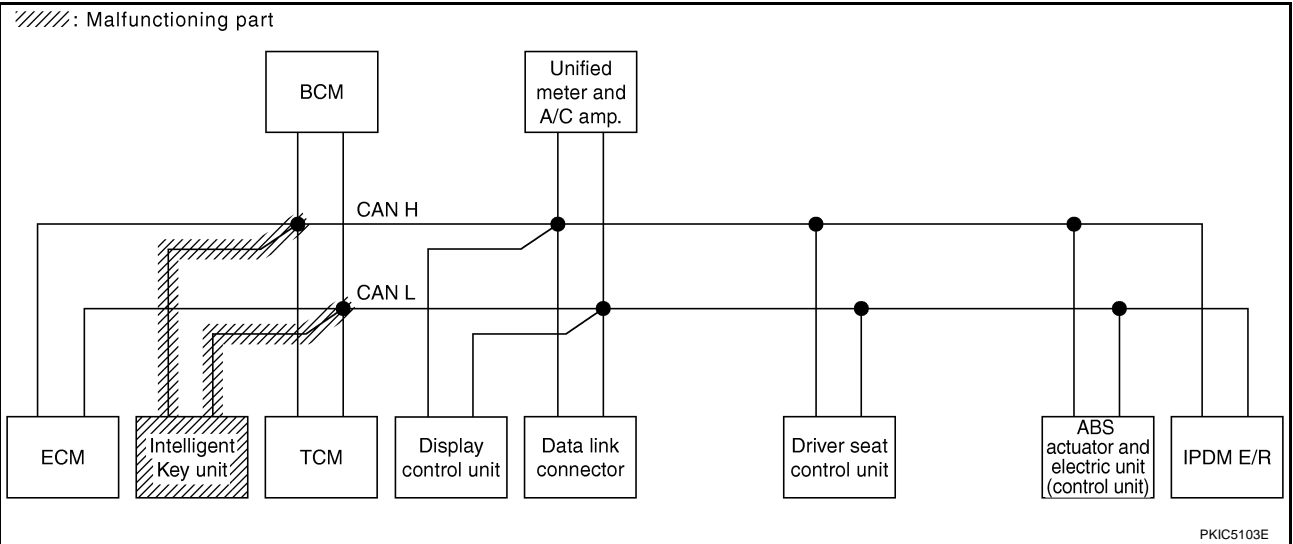 : Malfunctioning part
BCM
Unified
meter and
A/C amp.
CAN H
CAN L
ECM
Intelligent
Key unit
TCM
Display
control unit
Data link
connector
Driver seat
control unit
ABS
actuator and
electric unit
(control unit)
IPDM E/R
PKIC5103E